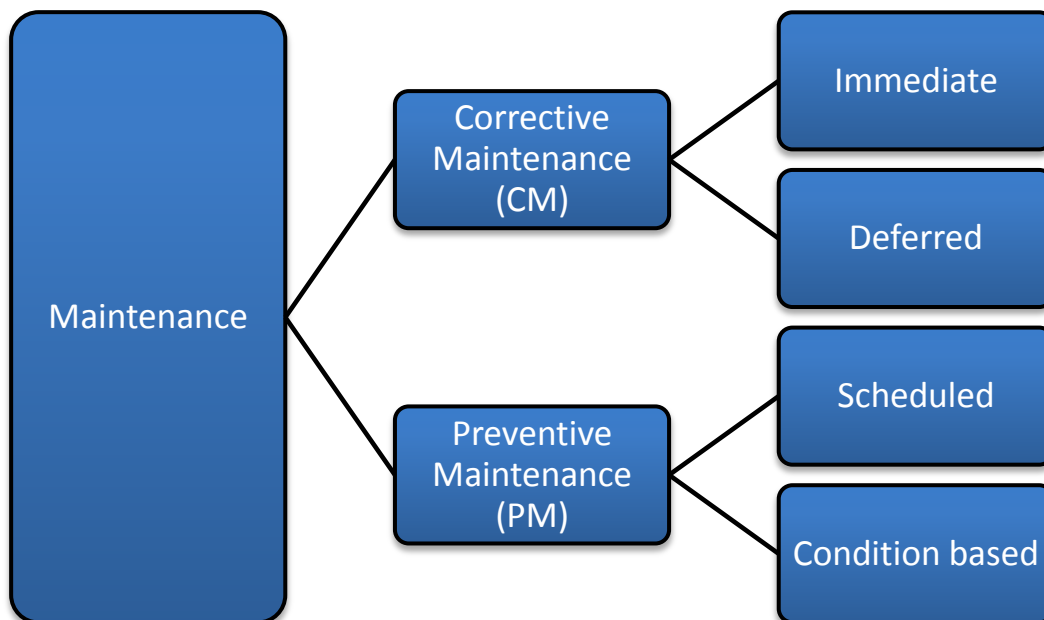 Maintenance
Corrective
Maintenance
(CM)
Immediate
Deferred
Preventive
Maintenance
(PM)
Scheduled
Condition based